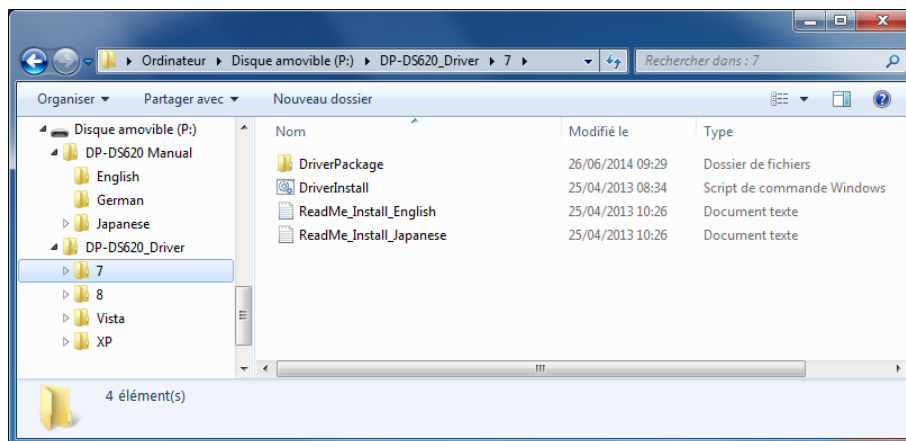 Ordinateur Disque amovible (P:) DP-DS620_Driver 7
Rechercher dans : 7
Organiser Partager avec Nouveau dossier
Disque amovible (P:)
DP-DS620 Manual
English
German
Japanese
DP-DS620_Driver
7
8
Vista
XP
Nom Modifié le Type
DriverPackage 26/06/2014 09:29 Dossier de fichiers
DriverInstall 25/04/2013 08:34 Script de commande Windows
ReadMe_Install_English 25/04/2013 10:26 Document texte
ReadMe_Install_Japanese 25/04/2013 10:26 Document texte
4 élément(s)